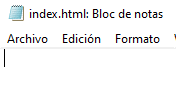 index.html: Bloc de notas
Archivo Edición Formato